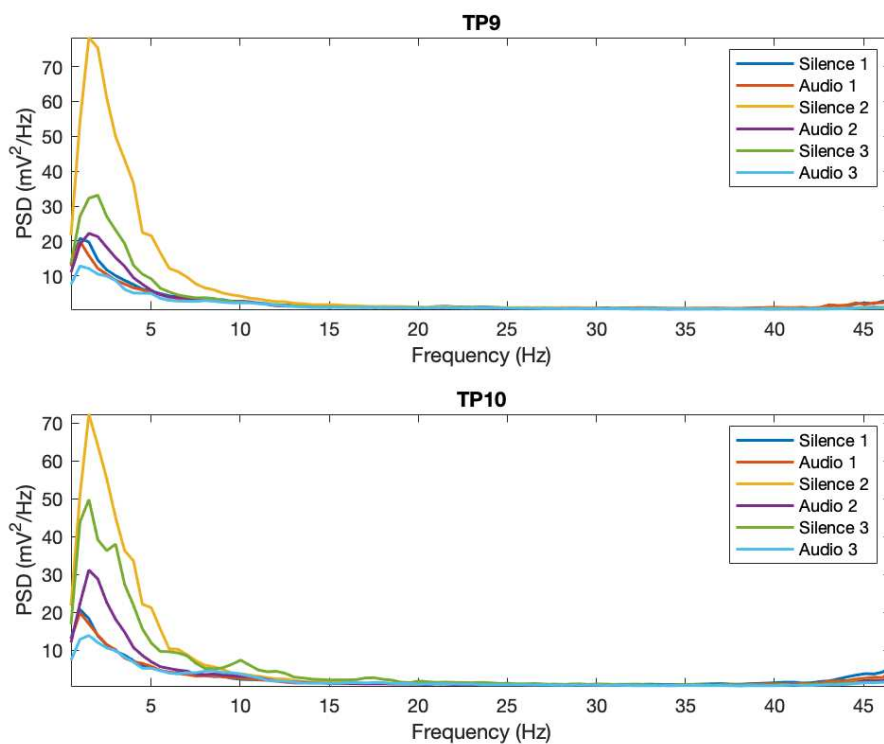 TP9
PSD (mV²/Hz)
70
60
50
40
30
20
10
5 10 15 20 25 30 35 40 45
Frequency (Hz)
Silence 1
Audio 1
Silence 2
Audio 2
Silence 3
Audio 3
TP10
PSD (mV²/Hz)
70
60
50
40
30
20
10
5 10 15 20 25 30 35 40 45
Frequency (Hz)
Silence 1
Audio 1
Silence 2
Audio 2
Silence 3
Audio 3